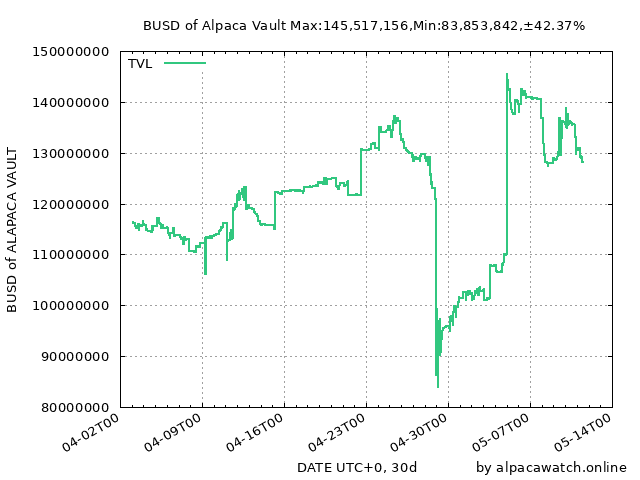 BUSD of Alpaca Vault Max:145,517,156,Min:83,853,842,±42.37%
150000000
TVL
140000000
130000000
120000000
110000000
100000000
90000000
80000000
BUSD of ALAPACA VAULT
04-02T00
04-09T00
04-16T00
04-23T00
04-30T00
05-07T00
05-14T00
DATE UTC+0, 30d
by alpacawatch.online